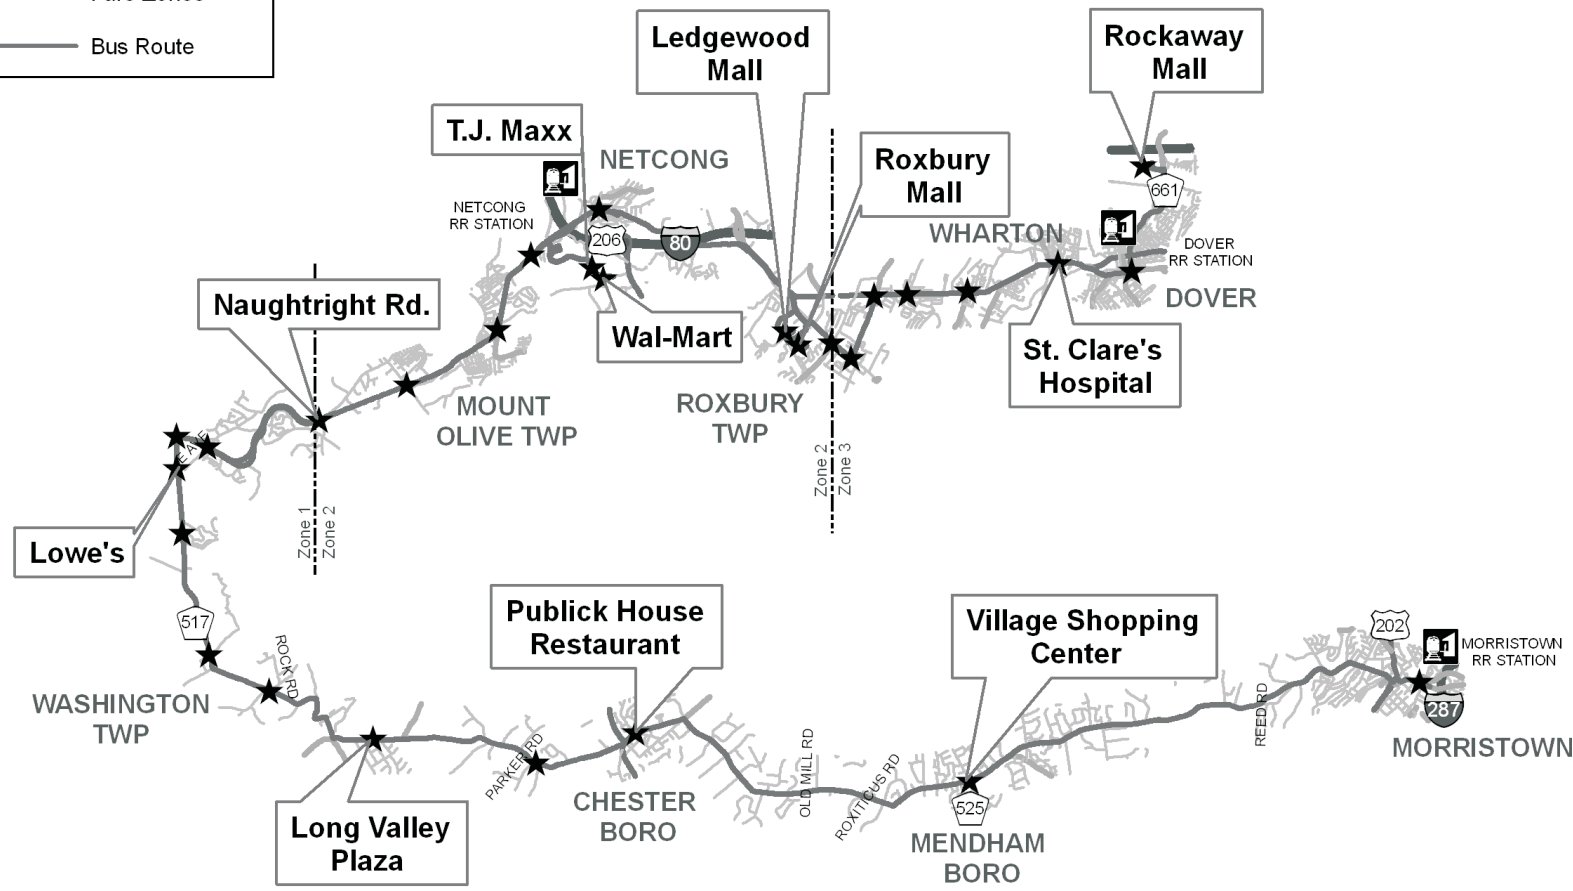 Fare Zones
Bus Route
Ledgewood
Mall
Rockaway
Mall
T.J. Maxx
NETCONG
Roxbury
Mall
661
NETCONG
RR STATION
206
80
WHARTON
DOVER
RR STATION
DOVER
Naughtright Rd.
Wal-Mart
St. Clare's
Hospital
MOUNT
OLIVE TWP
ROXBURY
TWP
E AVE
Zone 2
Zone 3
Zone 1
Zone 2
Lowe's
517
ROCK RD
WASHINGTON
TWP
Publick House
Restaurant
Village Shopping
Center
202
MORRISTOWN
RR STATION
287
MORRISTOWN
REED RD
PARKER RD
OLD MILL RD
ROXITICUS RD
525
CHESTER
BORO
MENDHAM
BORO
Long Valley
Plaza